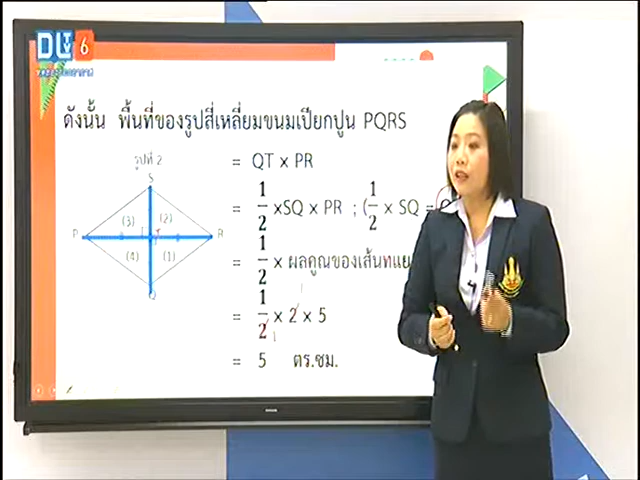 DLTV 6
ดังนั้น พื้นที่ของรูปสี่เหลี่ยมขนมเปียกปูน PQRS
รูปที่ 2
= QT x PR
S
= 1/2 xSQ x PR ; (1/2 x SQ =
(3) (2)
P T R
(4) (1)
Q
= 1/2 x ผลคูณของเส้นทแย
= 1/2 x 2 x 5
1
1
= 5 ตร.ซม.